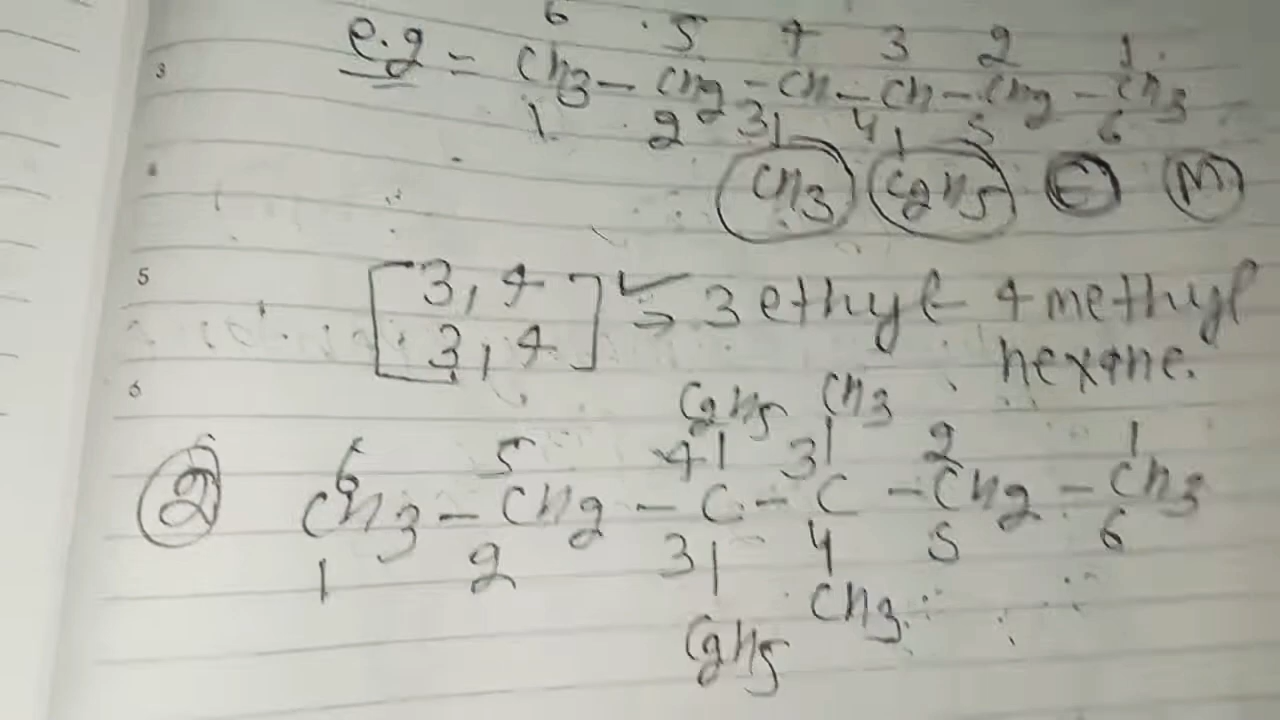 6 5 4 3 2 1
e.g = CH3 - CH2 - CH - CH - CH2 - CH3
1 2 3 4 5 6
CH3 C2H5 E M
3, 4 ✓ ⇒ 3 ethyl - 4 methyl
3, 4 hexane.
C2H5 CH3
6 5 4 3 2 1
2 CH3 - CH2 - C - C - CH2 - CH3
1 2 3 4 5 6
CH3
C2H5